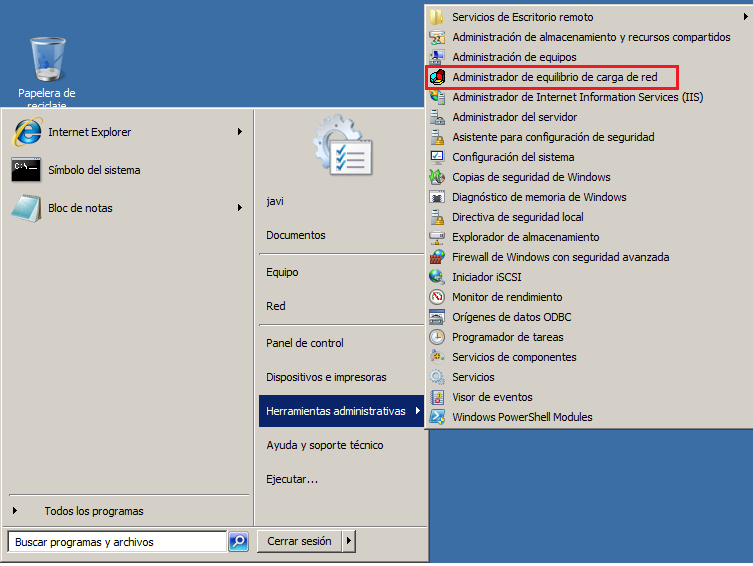 Papelera de
reciclaje
Internet Explorer
Símbolo del sistema
Bloc de notas
Todos los programas
Buscar programas y archivos
javi
Documentos
Equipo
Red
Panel de control
Dispositivos e impresoras
Herramientas administrativas
Ayuda y soporte técnico
Ejecutar...
Cerrar sesión
Servicios de Escritorio remoto
Administración de almacenamiento y recursos compartidos
Administración de equipos
Administrador de equilibrio de carga de red
Administrador de Internet Information Services (IIS)
Administrador del servidor
Asistente para configuración de seguridad
Configuración del sistema
Copias de seguridad de Windows
Diagnóstico de memoria de Windows
Directiva de seguridad local
Explorador de almacenamiento
Firewall de Windows con seguridad avanzada
Iniciador iSCSI
Monitor de rendimiento
Orígenes de datos ODBC
Programador de tareas
Servicios de componentes
Servicios
Visor de eventos
Windows PowerShell Modules